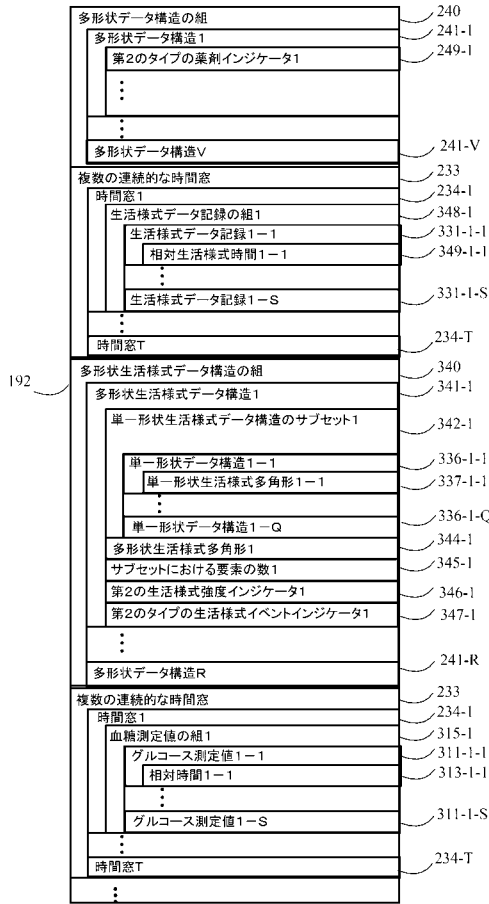 多形状データ構造の組 240
多形状データ構造1 241-1
第2のタイプの薬剤インジケータ1 249-1
多形状データ構造V 241-V
複数の連続的な時間窓 233
時間窓1 234-1
生活様式データ記録の組1 348-1
生活様式データ記録1-1 331-1-1
相対生活様式時間1-1 349-1-1
生活様式データ記録1-S 331-1-S
時間窓T 234-T
192
多形状生活様式データ構造の組 340
多形状生活様式データ構造1 341-1
単一形状生活様式データ構造のサブセット1 342-1
単一形状データ構造1-1 336-1-1
単一形状生活様式多角形1-1 337-1-1
単一形状データ構造1-Q 336-1-Q
多形状生活様式多角形1 344-1
サブセットにおける要素の数1 345-1
第2の生活様式強度インジケータ1 346-1
第2のタイプの生活様式イベントインジケータ1 347-1
多形状データ構造R 241-R
複数の連続的な時間窓 233
時間窓1 234-1
血糖測定値の組1 315-1
グルコース測定値1-1 311-1-1
相対時間1-1 313-1-1
グルコース測定値1-S 311-1-S
時間窓T 234-T